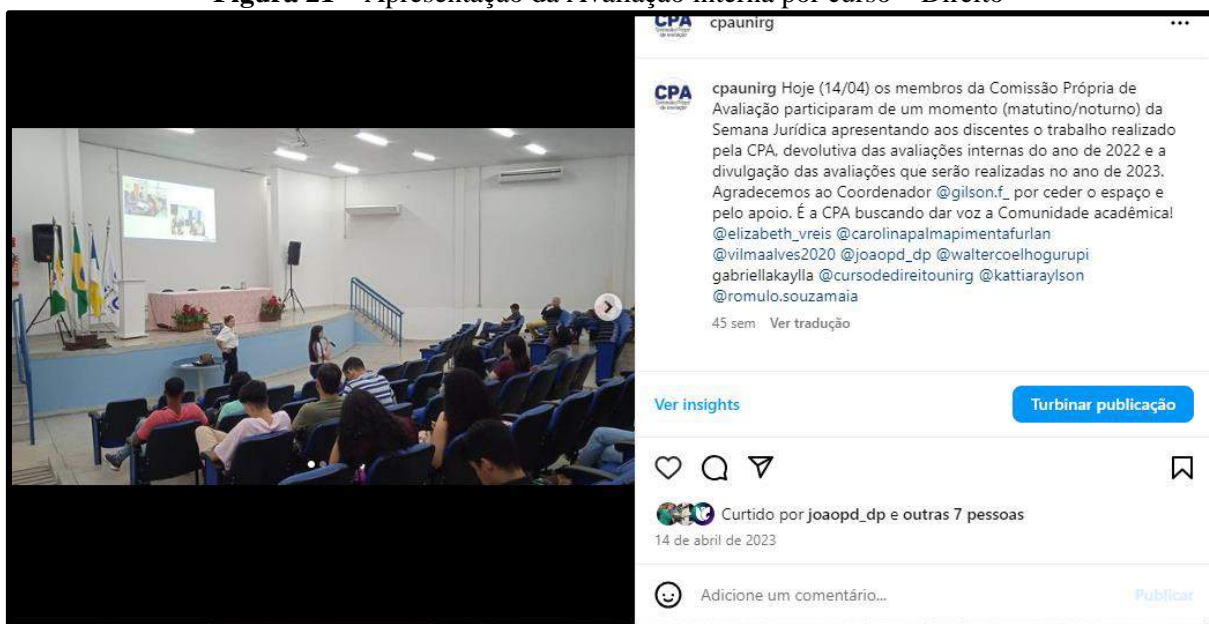 Figura 21 – Apresentação da Avaliação interna por curso – Direito
CPA cpaunirg
CPA cpaunirg Hoje (14/04) os membros da Comissão Própria de
Avaliação participaram de um momento (matutino/noturno) da
Semana Jurídica apresentando aos discentes o trabalho realizado
pela CPA, devolutiva das avaliações internas do ano de 2022 e a
divulgação das avaliações que serão realizadas no ano de 2023.
Agradecemos ao Coordenador @gilson.f_ por ceder o espaço e
pelo apoio. É a CPA buscando dar voz a Comunidade acadêmica!
@elizabeth_vreis @carolinapalmapimentafurlan
@vilmaalves2020 @joaopd_dp @waltercoelhogurupi
gabriellakaylla @cursodedireitounirg @kattiaraylson
@romulo.souzamaia
45 sem Ver tradução
Ver insights
Turbinar publicação
Curtido por joaopd_dp e outras 7 pessoas
14 de abril de 2023
Adicione um comentário...
Publicar